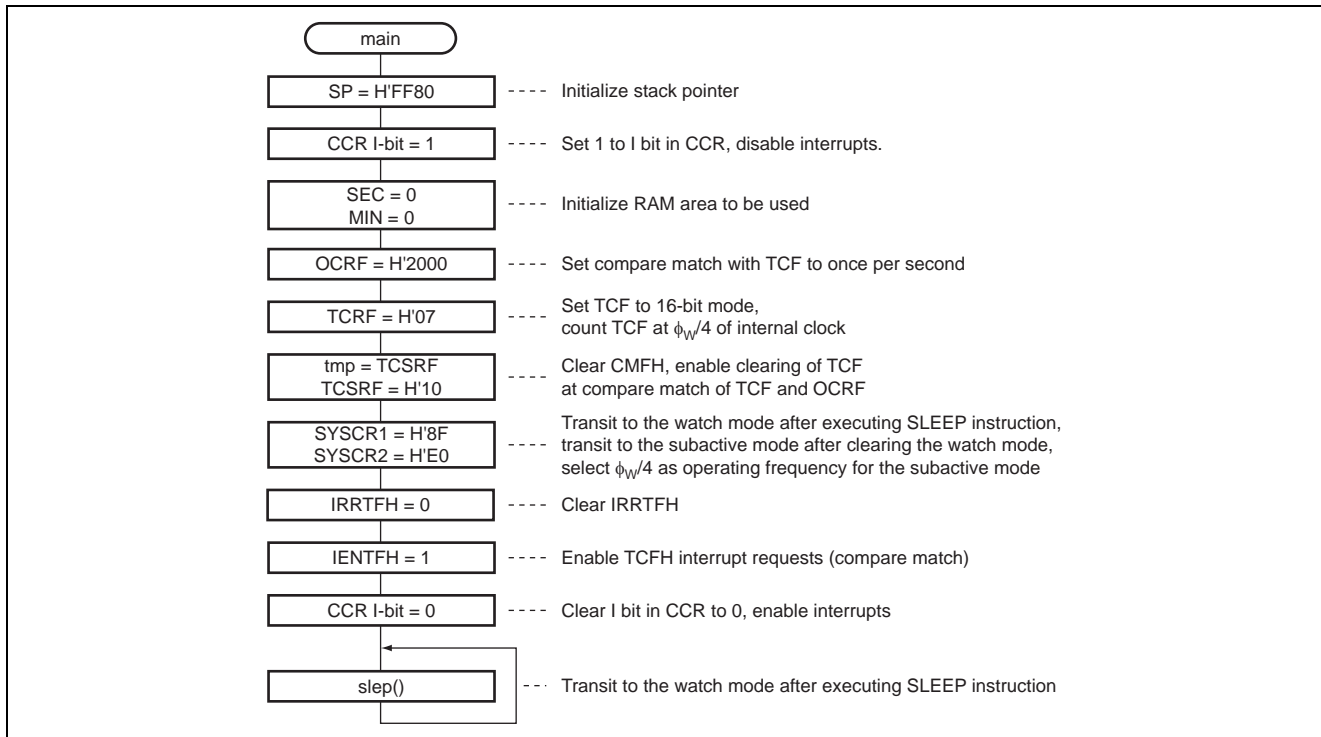 main
SP = H'FF80
Initialize stack pointer
CCR I-bit = 1
Set 1 to I bit in CCR, disable interrupts.
SEC = 0
MIN = 0
Initialize RAM area to be used
OCRF = H'2000
Set compare match with TCF to once per second
TCRF = H'07
Set TCF to 16-bit mode,
count TCF at ϕW/4 of internal clock
tmp = TCSRF
TCSRF = H'10
Clear CMFH, enable clearing of TCF
at compare match of TCF and OCRF
SYSCR1 = H'8F
SYSCR2 = H'E0
Transit to the watch mode after executing SLEEP instruction,
transit to the subactive mode after clearing the watch mode,
select ϕW/4 as operating frequency for the subactive mode
IRRTFH = 0
Clear IRRTFH
IENTFH = 1
Enable TCFH interrupt requests (compare match)
CCR I-bit = 0
Clear I bit in CCR to 0, enable interrupts
slep()
Transit to the watch mode after executing SLEEP instruction